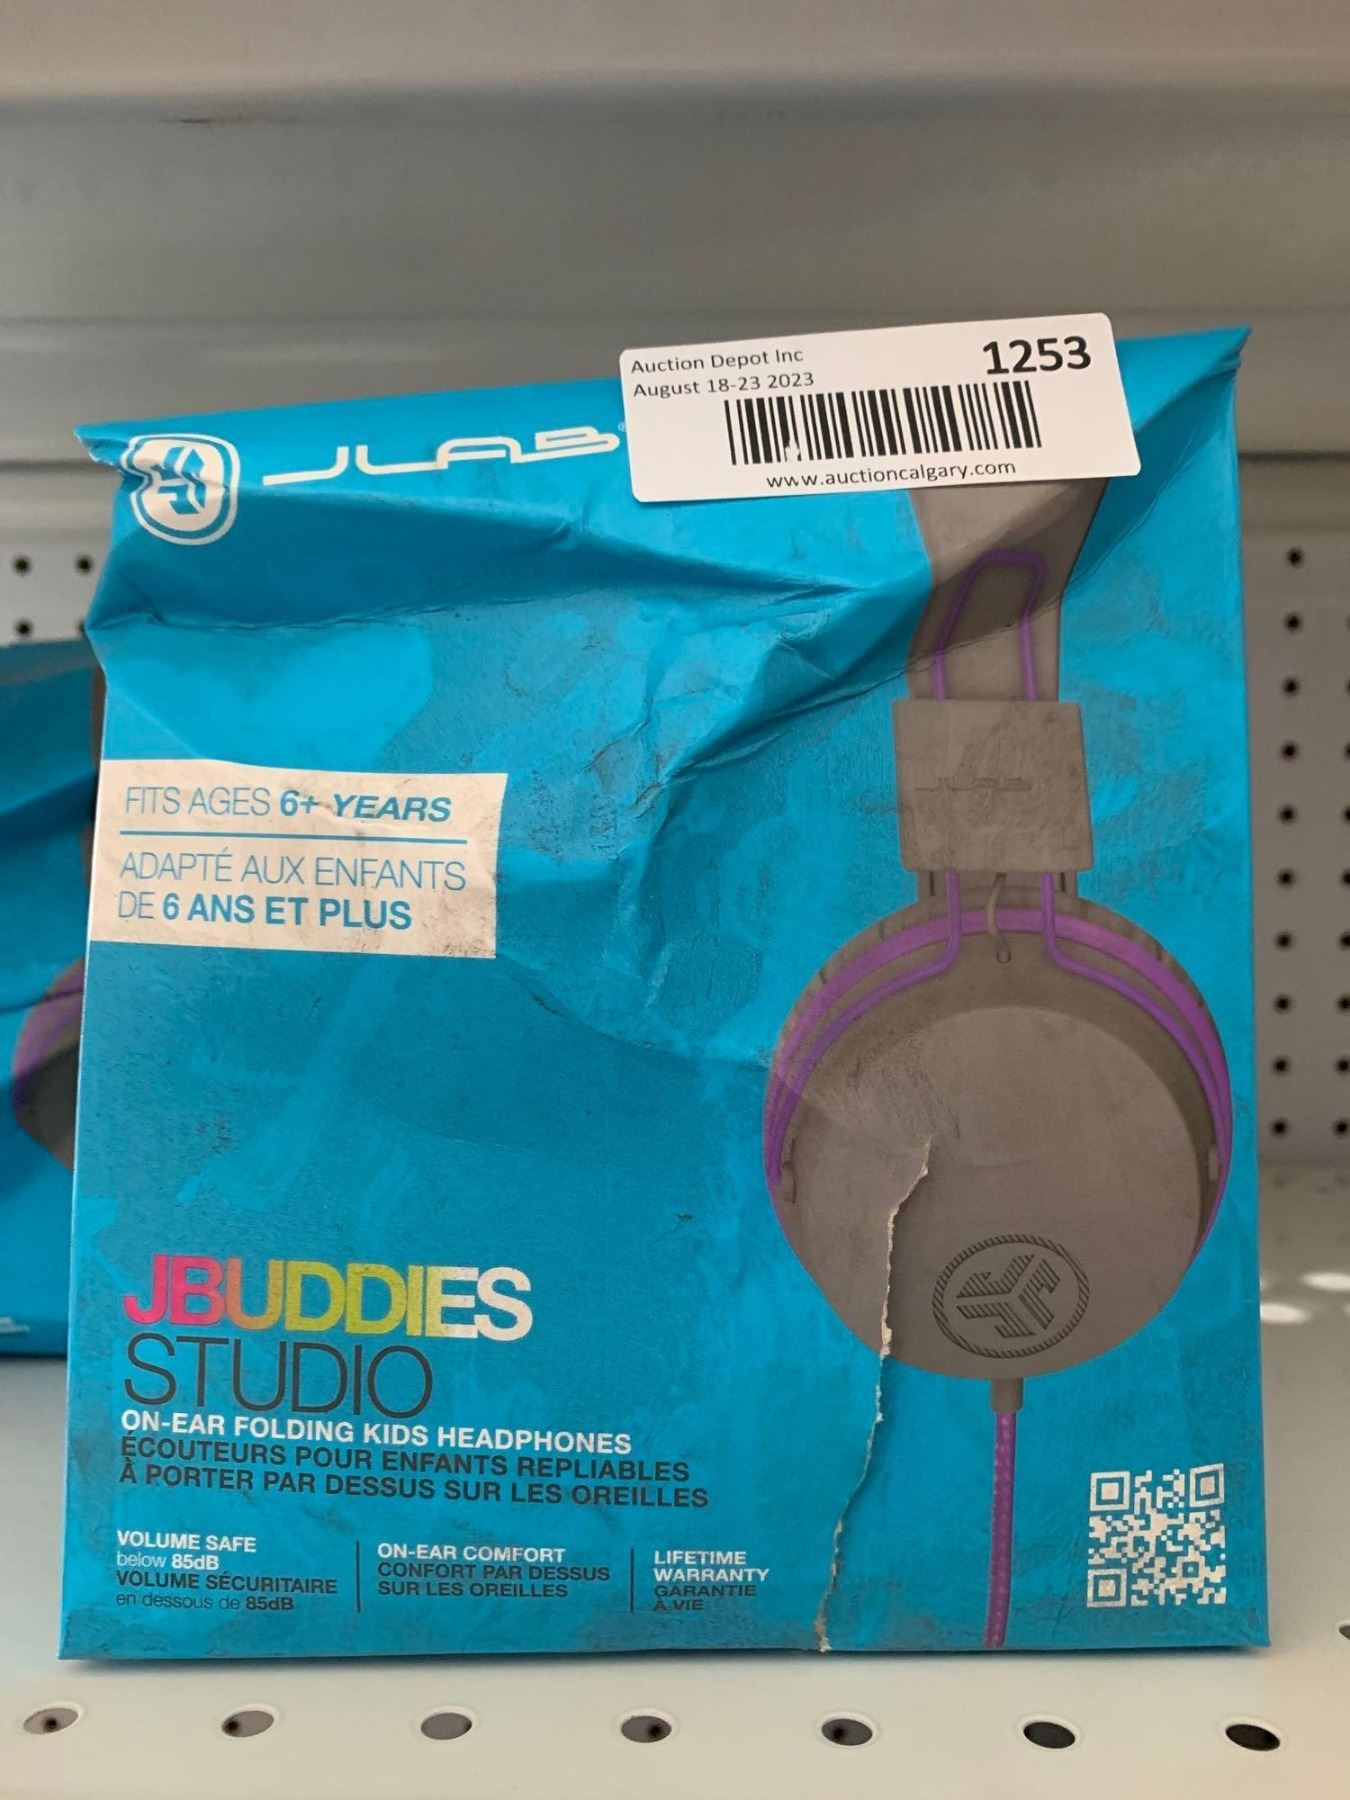 Auction Depot Inc
August 18-23 2023
1253
www.auctioncalgary.com
JLAB
JLAB
FITS AGES 6+ YEARS
ADAPTÉ AUX ENFANTS
DE 6 ANS ET PLUS
JBUDDIES
STUDIO
ON-EAR FOLDING KIDS HEADPHONES
ÉCOUTEURS POUR ENFANTS REPLIABLES
À PORTER PAR DESSUS SUR LES OREILLES
VOLUME SAFE
below 85dB
VOLUME SÉCURITAIRE
en dessous de 85dB
ON-EAR COMFORT
CONFORT PAR DESSUS
SUR LES OREILLES
LIFETIME
WARRANTY
GARANTIE
À VIE